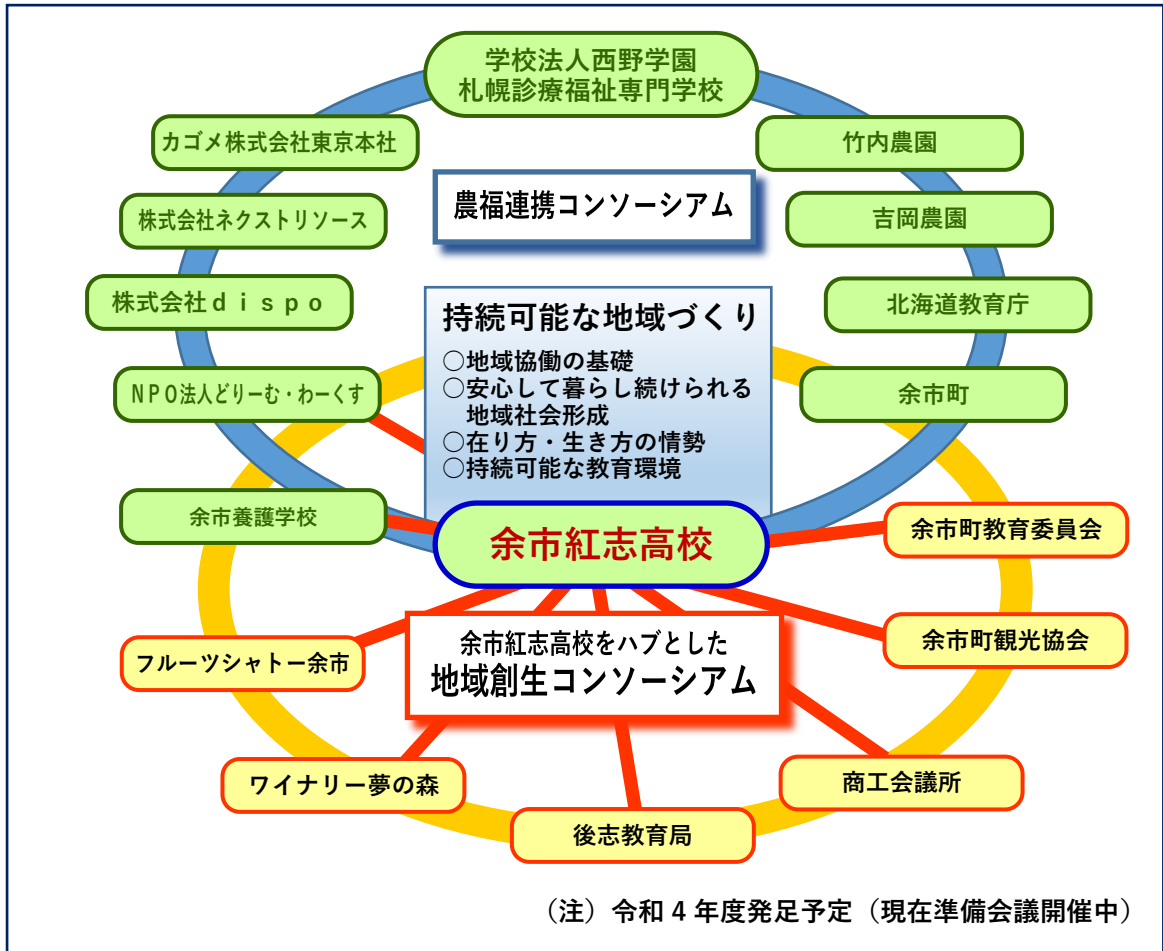 学校法人西野学園
札幌診療福祉専門学校
カゴメ株式会社東京本社
竹内農園
農福連携コンソーシアム
株式会社ネクストリソース
吉岡農園
株式会社ｄｉｓｐｏ
北海道教育庁
持続可能な地域づくり
○地域協働の基礎
○安心して暮らし続けられる
地域社会形成
○在り方・生き方の情勢
○持続可能な教育環境
ＮＰＯ法人どりーむ・わーくす
余市町
余市養護学校
余市紅志高校
余市町教育委員会
余市紅志高校をハブとした
地域創生コンソーシアム
フルーツシャトー余市
余市町観光協会
ワイナリー夢の森
商工会議所
後志教育局
（注）令和４年度発足予定（現在準備会議開催中）